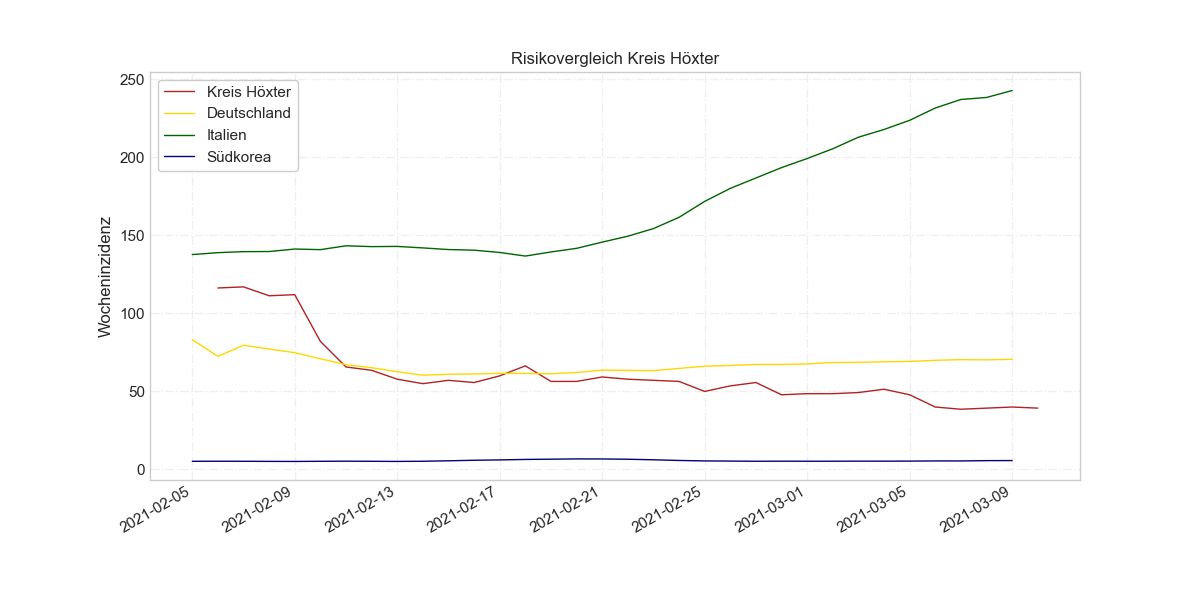 Risikovergleich Kreis Höxter
Kreis Höxter
Deutschland
Italien
Südkorea
Wocheninzidenz
250
200
150
100
50
0
2021-02-05
2021-02-09
2021-02-13
2021-02-17
2021-02-21
2021-02-25
2021-03-01
2021-03-05
2021-03-09